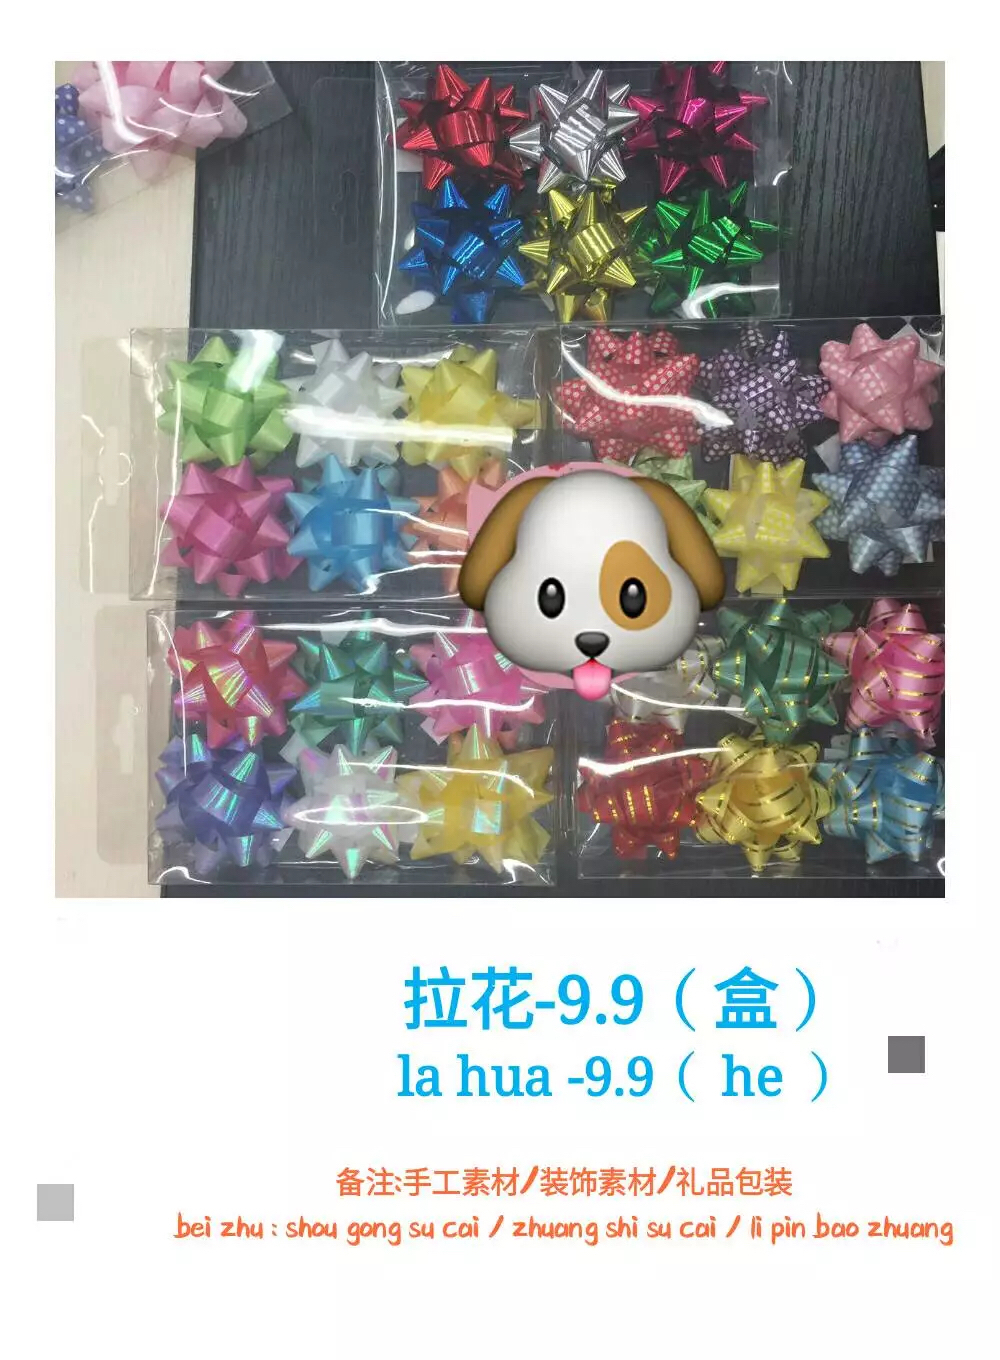 拉花-9.9（盒）
la hua -9.9（ he ）
备注:手工素材/装饰素材/礼品包装
bei zhu : shou gong su cai / zhuang shi su cai / li pin bao zhuang